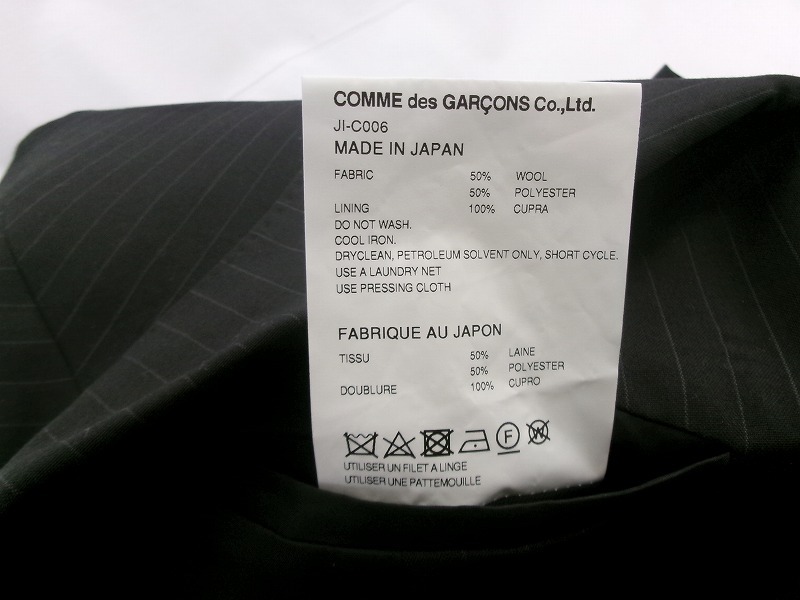 COMME des GARÇONS Co.,Ltd.
JI-C006
MADE IN JAPAN
FABRIC 50% WOOL
50% POLYESTER
LINING 100% CUPRA
DO NOT WASH.
COOL IRON.
DRYCLEAN, PETROLEUM SOLVENT ONLY, SHORT CYCLE.
USE A LAUNDRY NET
USE PRESSING CLOTH
FABRIQUE AU JAPON
TISSU 50% LAINE
50% POLYESTER
DOUBLURE 100% CUPRO
F W
UTILISER UN FILET A LINGE
UTILISER UNE PATTEMOUILLE